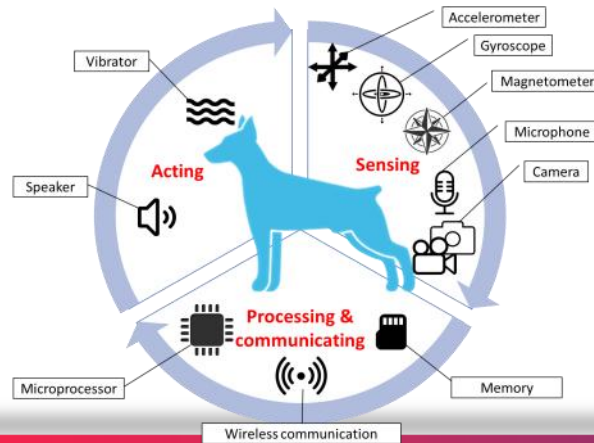 Accelerometer
Gyroscope
Vibrator
Magnetometer
Microphone
Acting
Sensing
Camera
Speaker
Processing &
communicating
Microprocessor
Memory
Wireless communication